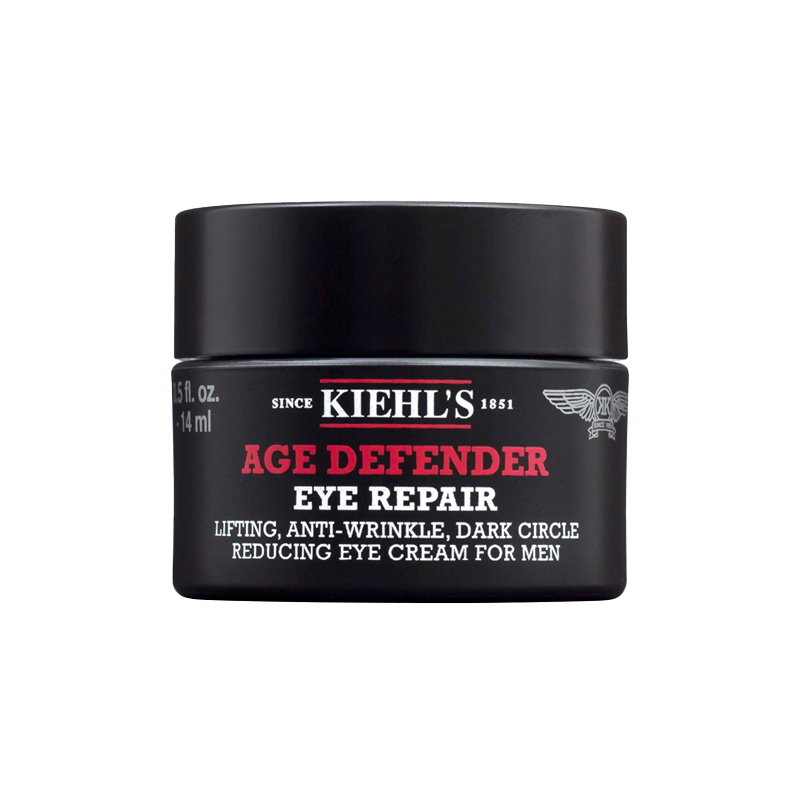 0.5 fl. oz.
- 14 ml
SINCE KIEHL'S 1851
AGE DEFENDER
EYE REPAIR
LIFTING, ANTI-WRINKLE, DARK CIRCLE
REDUCING EYE CREAM FOR MEN